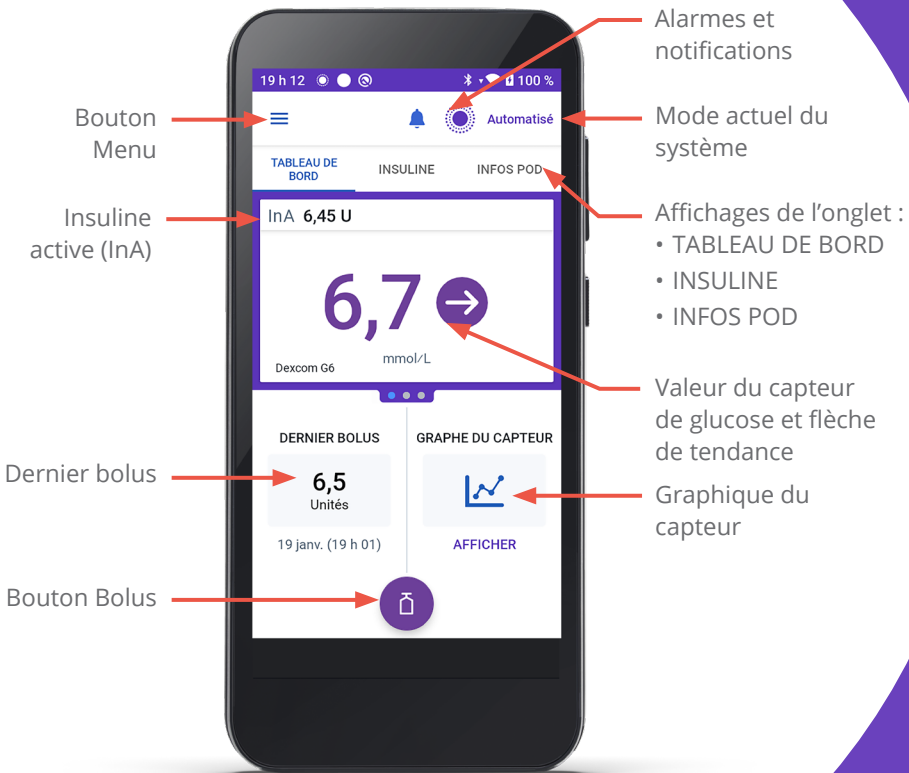 Alarmes et
notifications
19 h 12
100 %
Bouton
Menu
Automatisé
Mode actuel du
système
TABLEAU DE
BORD
INSULINE
INFOS POD
Insuline
active (InA)
InA 6,45 U
Affichages de l'onglet :
• TABLEAU DE BORD
• INSULINE
• INFOS POD
6,7
mmol/L
Dexcom G6
Valeur du capteur
de glucose et flèche
de tendance
DERNIER BOLUS
GRAPHE DU CAPTEUR
Dernier bolus
6,5
Unités
Graphique du
capteur
19 janv. (19 h 01)
AFFICHER
Bouton Bolus